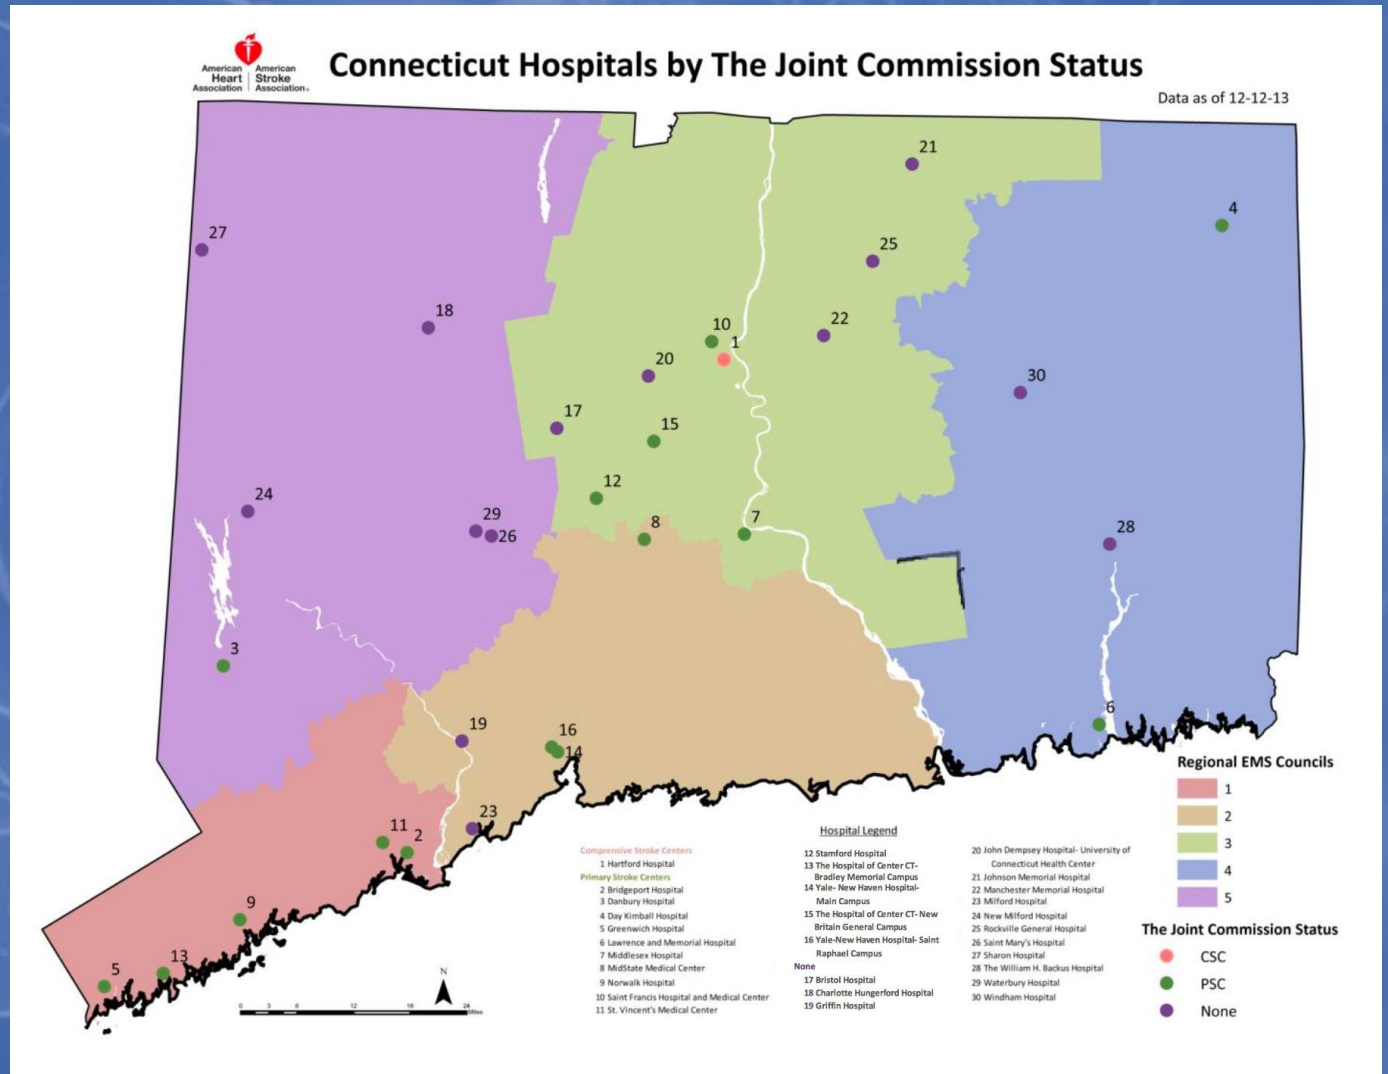 American
Heart
Association
American
Stroke
Association®
Connecticut Hospitals by The Joint Commission Status
Data as of 12-12-13
21
4
27
25
18
10
22
1
20
30
17
15
24
12
29
26
8
7
28
3
6
19
16
14
23
11
2
9
13
5
N
0 3 6 12 18 24
Miles
Regional EMS Councils
1
2
3
4
5
The Joint Commission Status
CSC
PSC
None
Hospital Legend
Comprensive Stroke Centers
1 Hartford Hospital
Primary Stroke Centers
2 Bridgeport Hospital
3 Danbury Hospital
4 Day Kimball Hospital
5 Greenwich Hospital
6 Lawrence and Memorial Hospital
7 Middlesex Hospital
8 MidState Medical Center
9 Norwalk Hospital
10 Saint Francis Hospital and Medical Center
11 St. Vincent's Medical Center
12 Stamford Hospital
13 The Hospital of Center CT-
Bradley Memorial Campus
14 Yale- New Haven Hospital-
Main Campus
15 The Hospital of Center CT- New
Britain General Campus
16 Yale-New Haven Hospital- Saint
Raphael Campus
None
17 Bristol Hospital
18 Charlotte Hungerford Hospital
19 Griffin Hospital
20 John Dempsey Hospital- University of
Connecticut Health Center
21 Johnson Memorial Hospital
22 Manchester Memorial Hospital
23 Milford Hospital
24 New Milford Hospital
25 Rockville General Hospital
26 Saint Mary's Hospital
27 Sharon Hospital
28 The William H. Backus Hospital
29 Waterbury Hospital
30 Windham Hospital